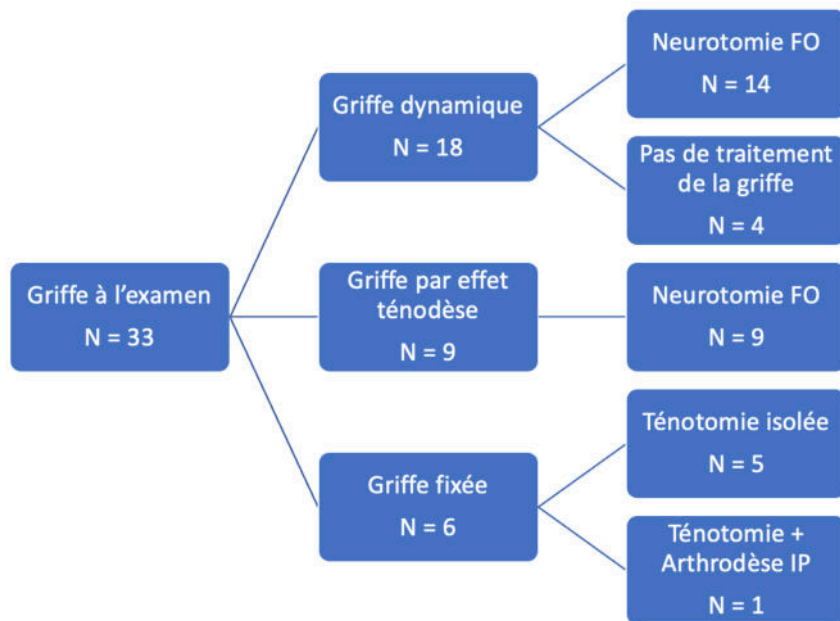 Griffe à l’examen
N = 33
Griffe dynamique
N = 18
Neurotomie FO
N = 14
Pas de traitement
de la griffe
N = 4
Griffe par effet
ténodèse
N = 9
Neurotomie FO
N = 9
Griffe fixée
N = 6
Ténotomie isolée
N = 5
Ténotomie +
Arthrodèse IP
N = 1